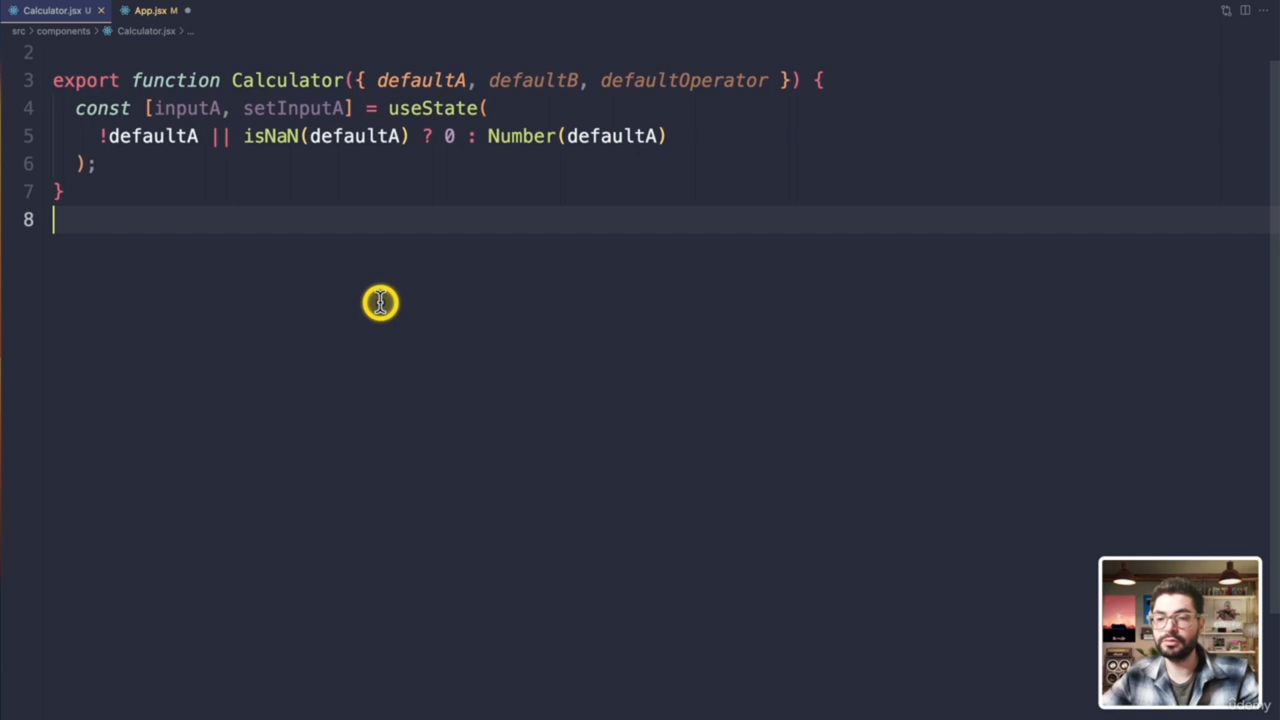 Calculator.jsx U
App.jsx M
src > components > Calculator.jsx > ...
2
3 export function Calculator({ defaultA, defaultB, defaultOperator }) {
4 const [inputA, setInputA] = useState(
5 !defaultA || isNaN(defaultA) ? 0 : Number(defaultA)
6 );
7 }
8
ûdemy